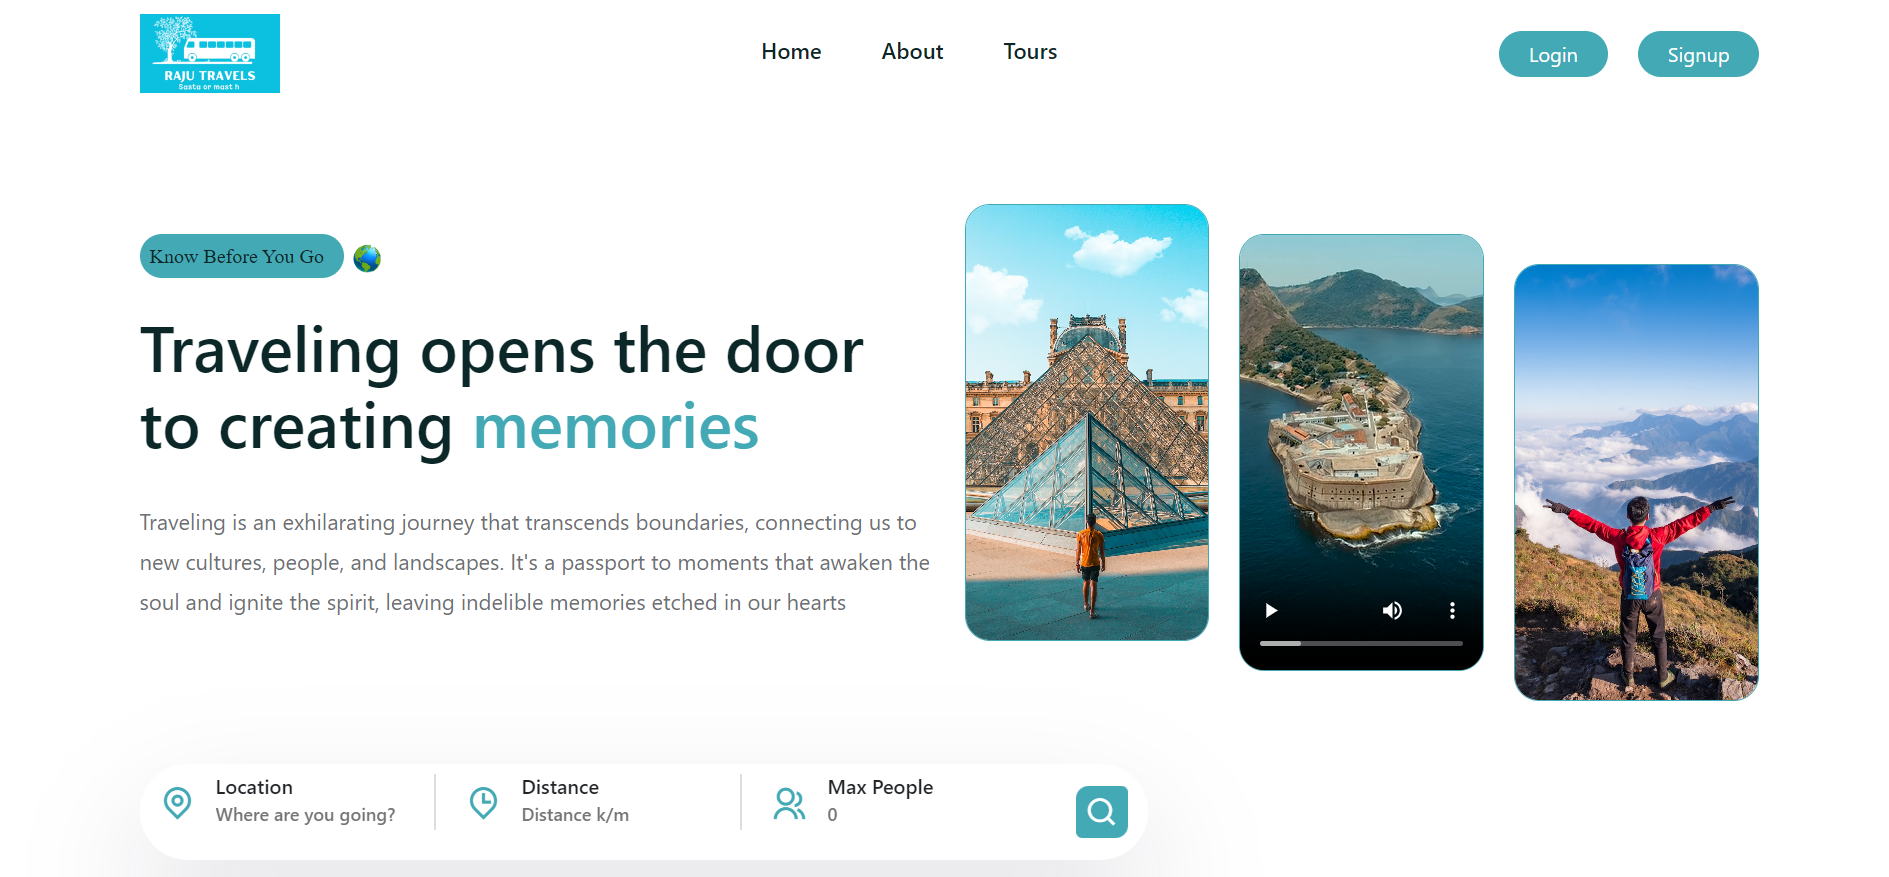 RAJU TRAVELS
Sasta or mast h
Home About Tours
Login Signup
Know Before You Go
Traveling opens the door
to creating memories
Traveling is an exhilarating journey that transcends boundaries, connecting us to
new cultures, people, and landscapes. It's a passport to moments that awaken the
soul and ignite the spirit, leaving indelible memories etched in our hearts
Location
Where are you going?
Distance
Distance k/m
Max People
0